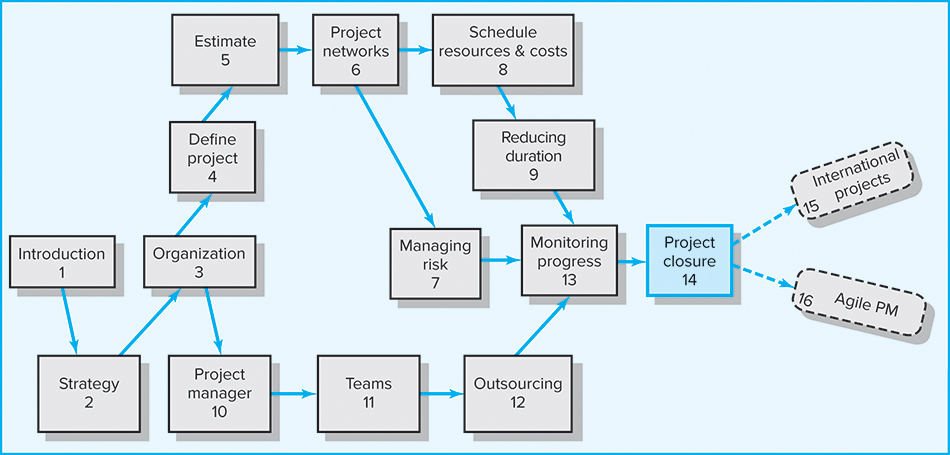 Estimate
5
Project
networks
6
Schedule
resources & costs
8
Define
project
4
Reducing
duration
9
International
projects
15
Introduction
1
Organization
3
Managing
risk
7
Monitoring
progress
13
Project
closure
14
16 Agile PM
Strategy
2
Project
manager
10
Teams
11
Outsourcing
12